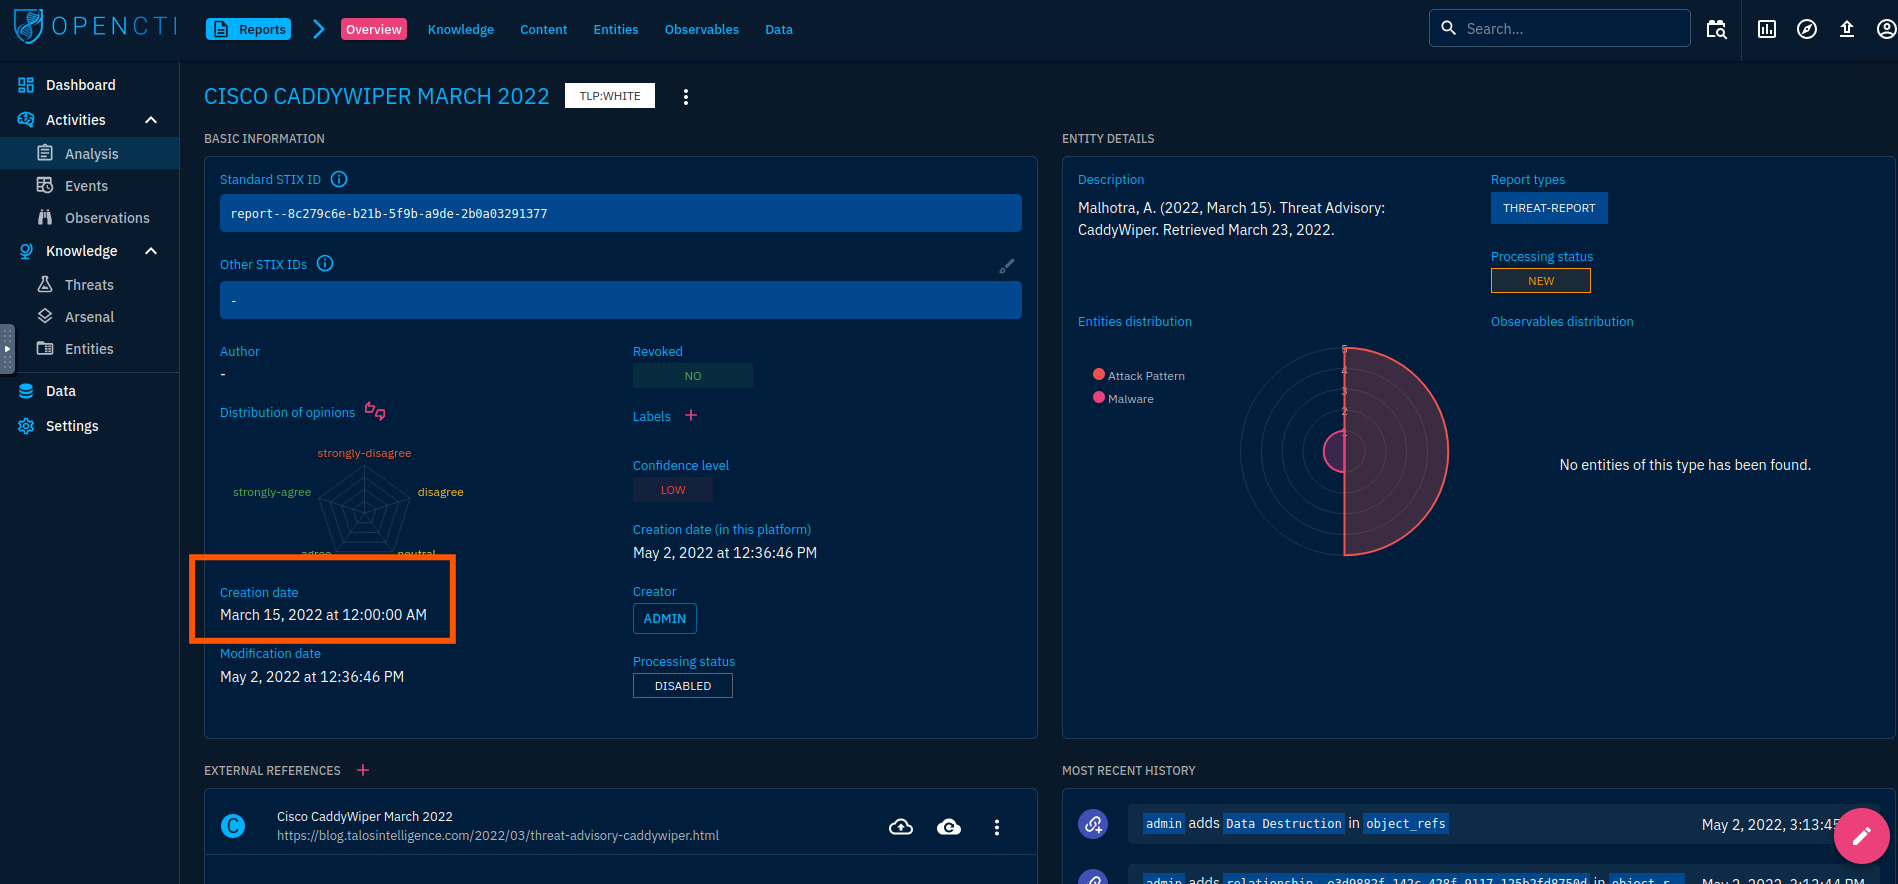 OPENCTI
Reports
Overview
Knowledge
Content
Entities
Observables
Data
Search...
Dashboard
Activities
Analysis
Events
Observations
Knowledge
Threats
Arsenal
Entities
Data
Settings
CISCO CADDYWIPER MARCH 2022
TLP:WHITE
BASIC INFORMATION
Standard STIX ID
report--8c279c6e-b21b-5f9b-a9de-2b0a03291377
Other STIX IDs
-
Author
-
Revoked
NO
Distribution of opinions
Labels
strongly-disagree
strongly-agree
disagree
agree
neutral
Confidence level
LOW
Creation date (in this platform)
May 2, 2022 at 12:36:46 PM
Creation date
March 15, 2022 at 12:00:00 AM
Creator
ADMIN
Modification date
May 2, 2022 at 12:36:46 PM
Processing status
DISABLED
ENTITY DETAILS
Description
Malhotra, A. (2022, March 15). Threat Advisory:
CaddyWiper. Retrieved March 23, 2022.
Report types
THREAT-REPORT
Processing status
NEW
Entities distribution
Attack Pattern
Malware
5
4
3
2
1
Observables distribution
No entities of this type has been found.
EXTERNAL REFERENCES
C
Cisco CaddyWiper March 2022
https://blog.talosintelligence.com/2022/03/threat-advisory-caddywiper.html
MOST RECENT HISTORY
admin adds Data Destruction in object_refs
May 2, 2022, 3:13:45
admin adds in object_r...
May 2, 2022, 3:13:44 PM